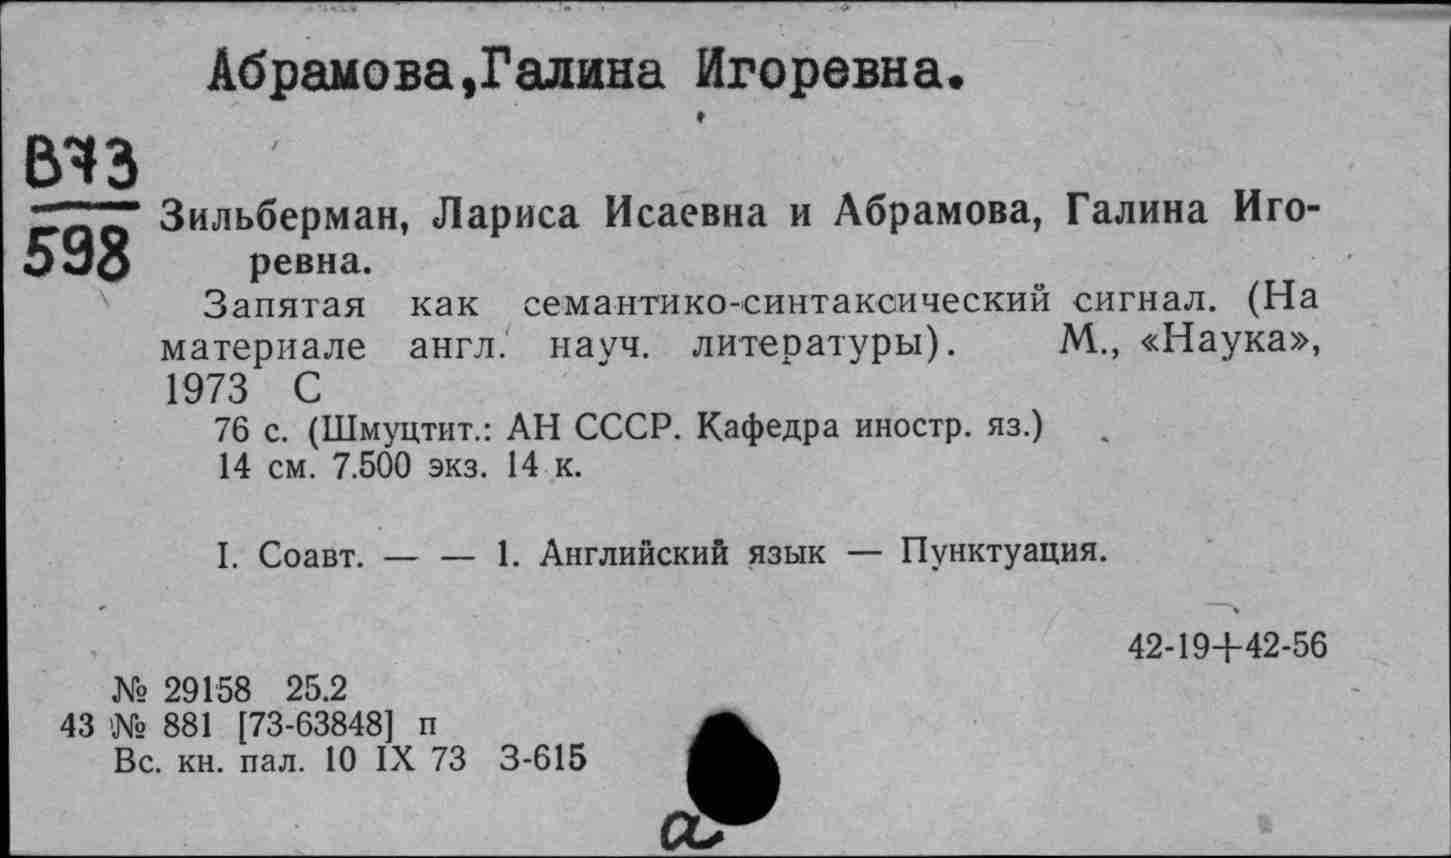 Абрамова,Галина Игоревна.
В73
598
Зильберман, Лариса Исаевна и Абрамова, Галина Иго-
ревна.
Запятая как семантико-синтаксический сигнал. (На
материале англ. науч. литературы). М., «Наука»,
1973 С
76 с. (Шмуцтит.: АН СССР. Кафедра иностр. яз.)
14 см. 7.500 экз. 14 к.
I. Соавт. — — 1. Английский язык — Пунктуация.
42-19+42-56
№ 29158 25.2
43 № 881 [73-63848] п
Вс. кн. пал. 10 IX 73 З-615